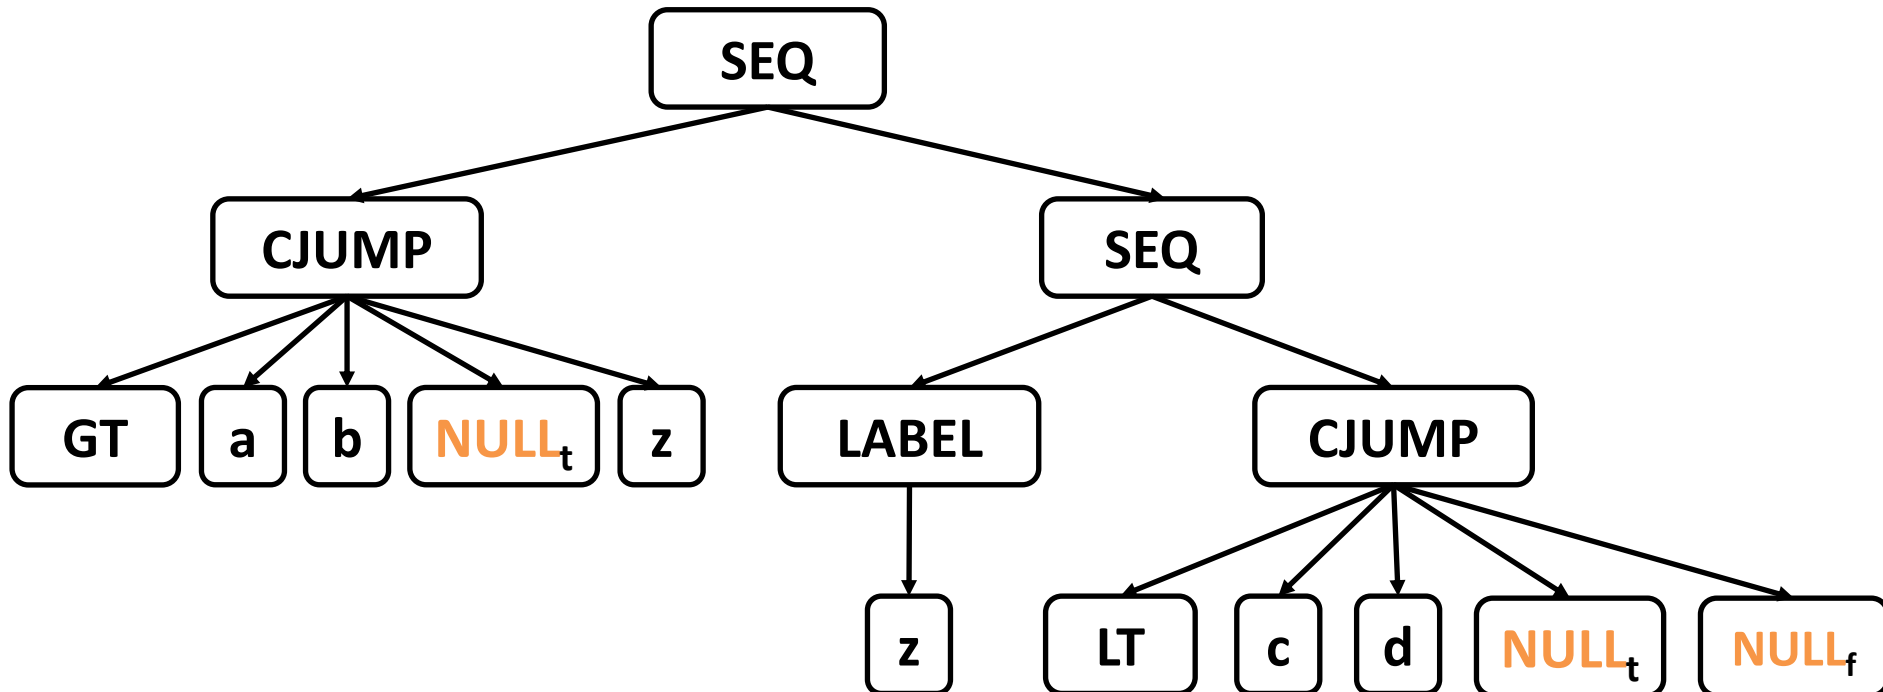 SEQ
CJUMP SEQ
GT a b NULLt z LABEL CJUMP
z LT c d NULLt NULLf